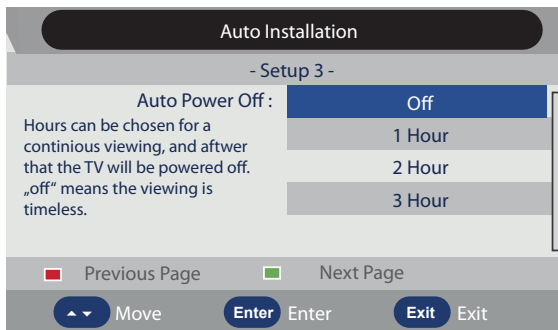 Auto Installation
- Setup 3 -
Auto Power Off :
Off
Hours can be chosen for a
continious viewing, and aftwer
that the TV will be powered off.
„off“ means the viewing is
timeless.
1 Hour
2 Hour
3 Hour
Previous Page Next Page
Move Enter Enter Exit Exit